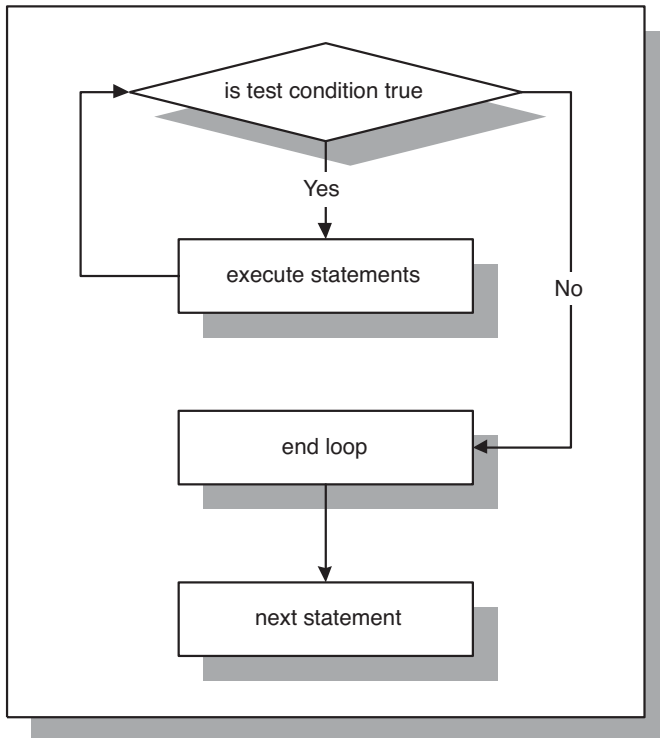 is test condition true
Yes
execute statements
No
end loop
next statement